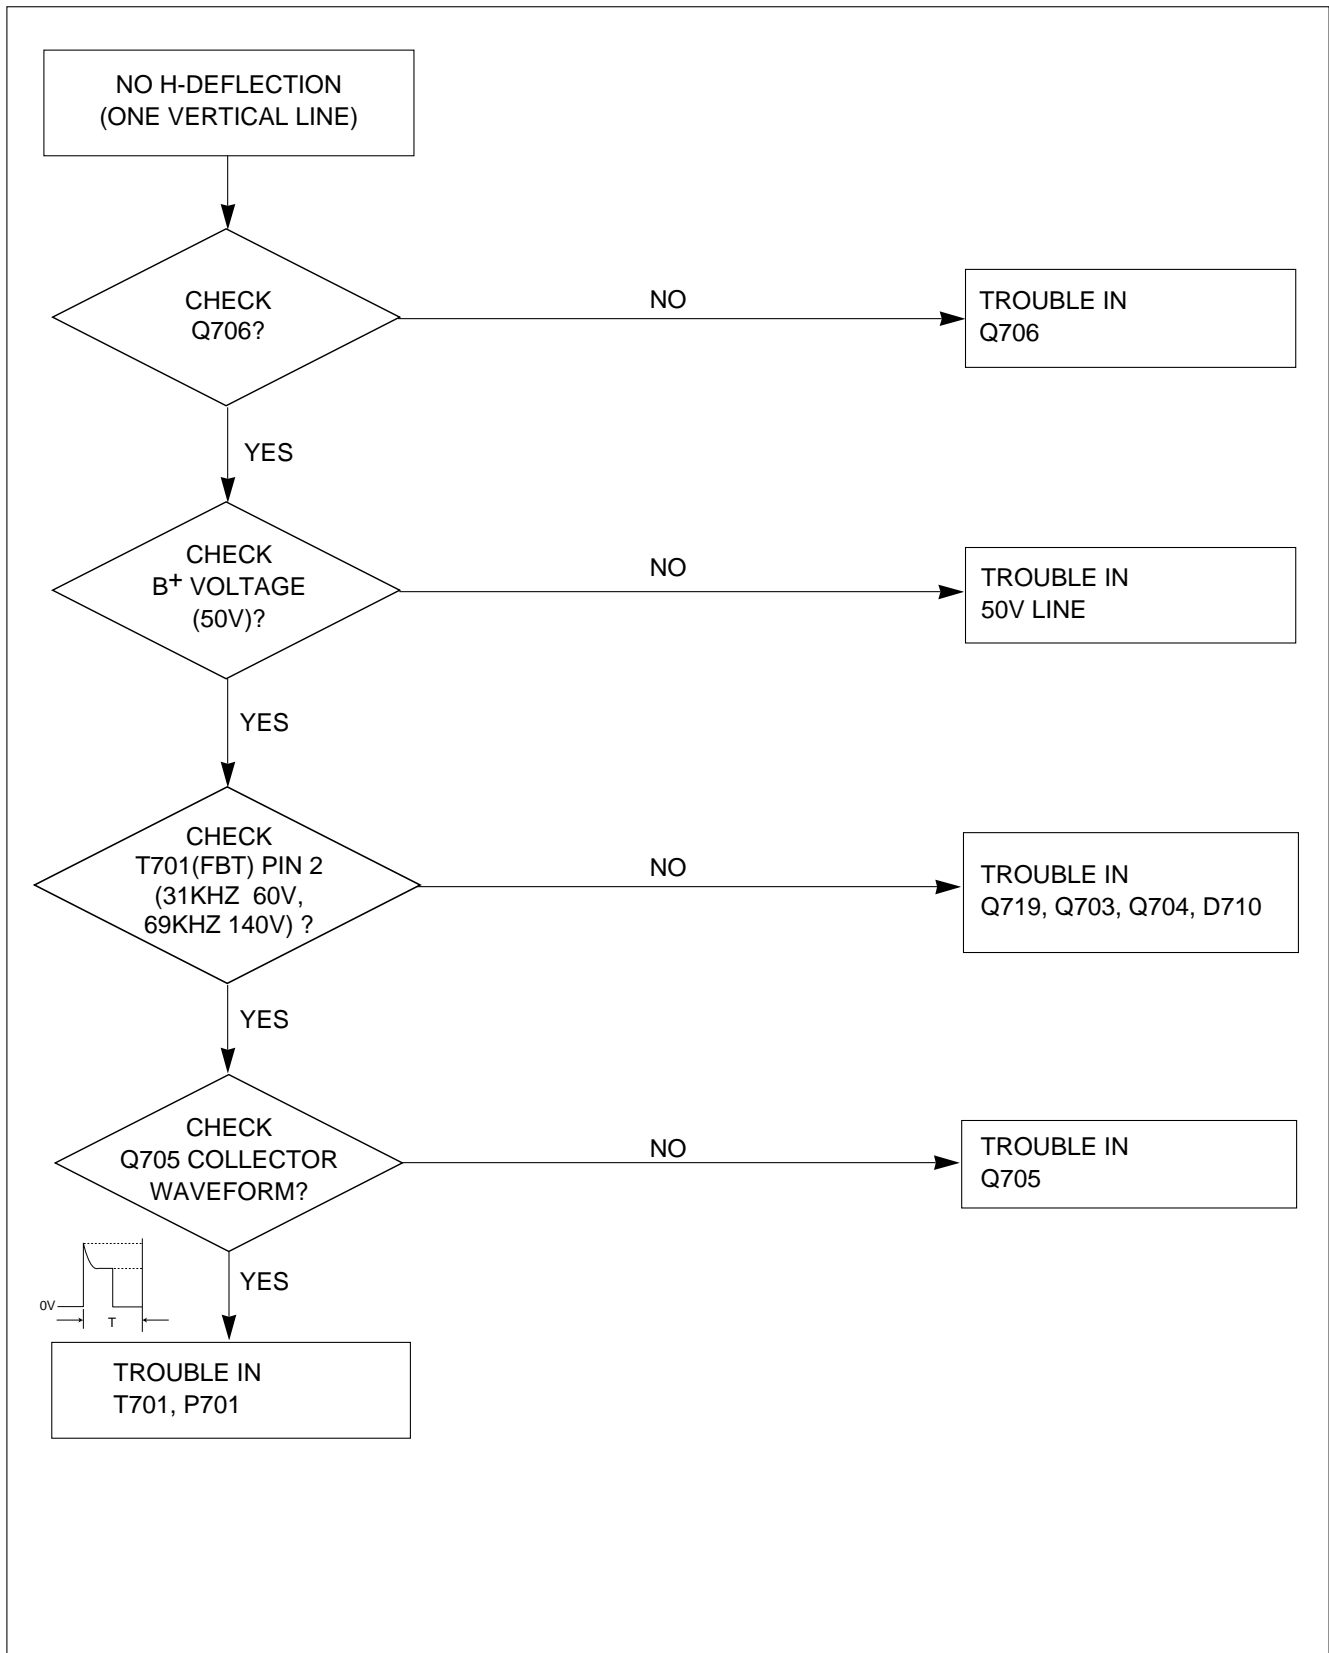 NO H-DEFLECTION
(ONE VERTICAL LINE)
CHECK
Q706?
NO
TROUBLE IN
Q706
YES
CHECK
B+ VOLTAGE
(50V)?
NO
TROUBLE IN
50V LINE
YES
CHECK
T701(FBT) PIN 2
(31KHZ 60V,
69KHZ 140V) ?
NO
TROUBLE IN
Q719, Q703, Q704, D710
YES
CHECK
Q705 COLLECTOR
WAVEFORM?
NO
TROUBLE IN
Q705
YES
0V
T
TROUBLE IN
T701, P701